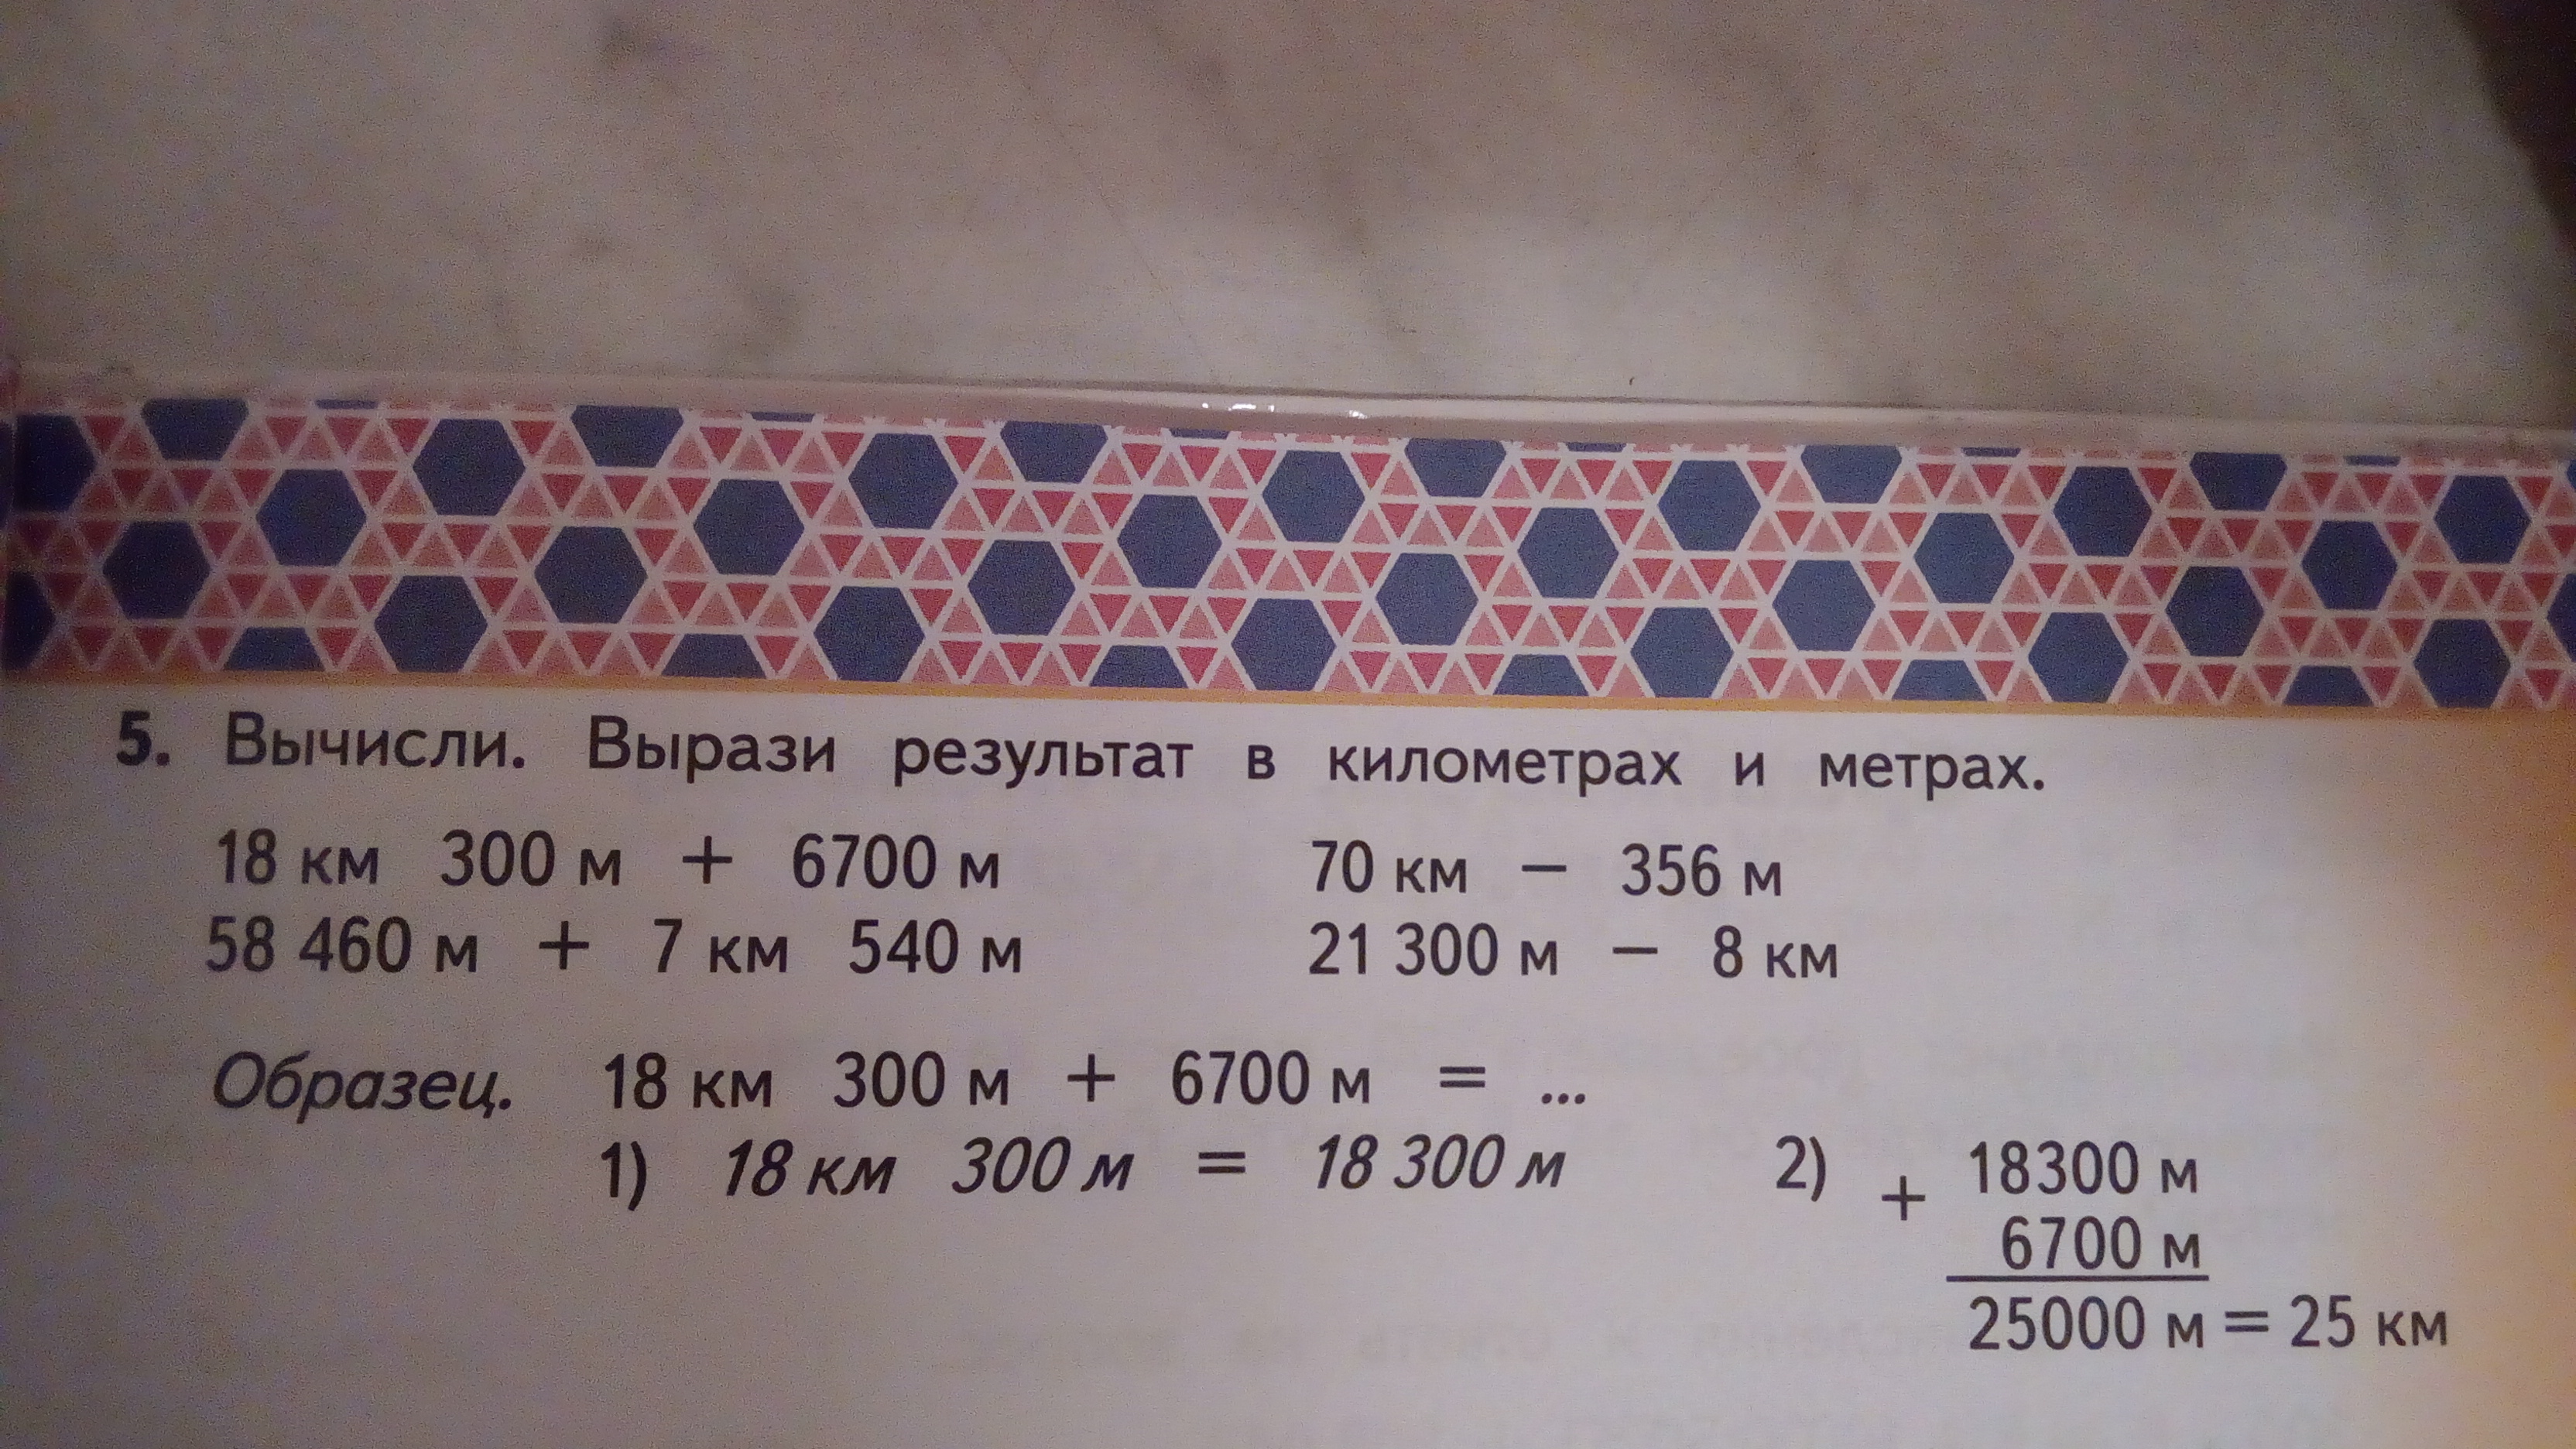 5. Вычисли. Вырази результат в километрах и метрах.
18 км 300 м + 6700 м 70 км − 356 м
58 460 м + 7 км 540 м 21 300 м − 8 км
Образец. 18 км 300 м + 6700 м = ...
1) 18 км 300 м = 18 300 м 2) + 18300 м
6700 м
25000 м = 25 км